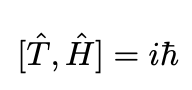 [T̂, Ĥ] = iħ